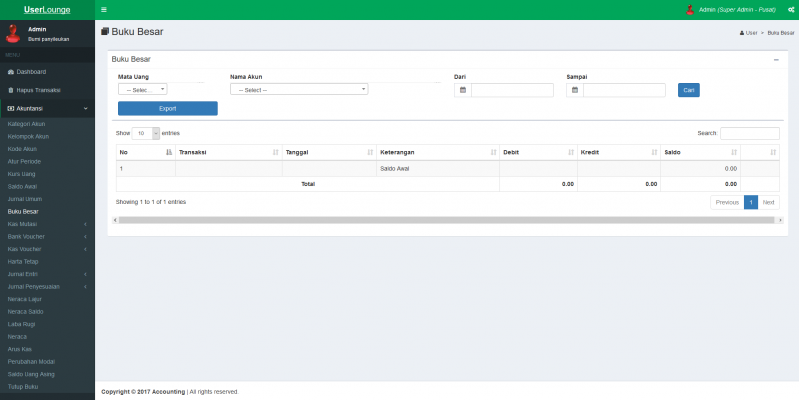 UserLounge
Admin (Super Admin - Pusat)
Admin
Bumi panyileukan
MENU
Dashboard
Hapus Transaksi
Akuntansi
Kategori Akun
Kelompok Akun
Kode Akun
Atur Periode
Kurs Uang
Saldo Awal
Jurnal Umum
Buku Besar
Kas Mutasi
Bank Voucher
Kas Voucher
Harta Tetap
Jurnal Entri
Jurnal Penyesuaian
Neraca Lajur
Neraca Saldo
Laba Rugi
Neraca
Arus Kas
Perubahan Modal
Saldo Uang Asing
Tutup Buku
Buku Besar
User > Buku Besar
Buku Besar
Mata Uang Nama Akun Dari Sampai
-- Selec... -- Select -- Cari
Export
Show 10 entries Search:
No Transaksi Tanggal Keterangan Debit Kredit Saldo
1 Saldo Awal 0.00
Total 0.00 0.00 0.00
Showing 1 to 1 of 1 entries Previous 1 Next
Copyright © 2017 Accounting | All rights reserved